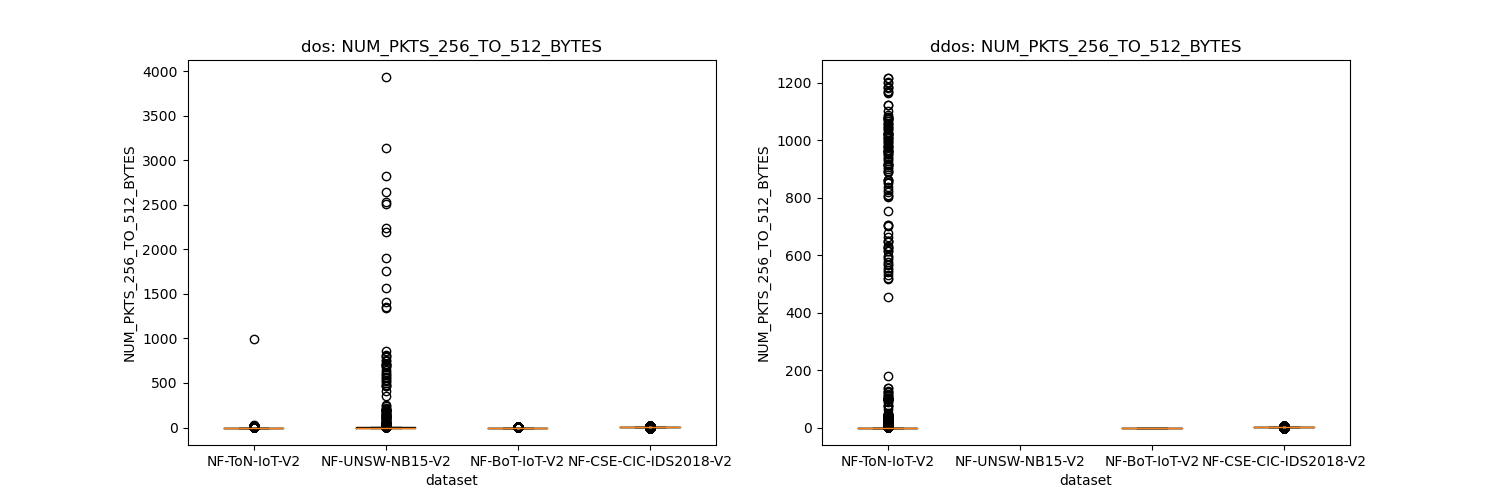 dos: NUM_PKTS_256_TO_512_BYTES
NUM_PKTS_256_TO_512_BYTES
4000
3500
3000
2500
2000
1500
1000
500
0
NF-ToN-IoT-V2 NF-UNSW-NB15-V2 NF-BoT-IoT-V2 NF-CSE-CIC-IDS2018-V2
dataset
ddos: NUM_PKTS_256_TO_512_BYTES
NUM_PKTS_256_TO_512_BYTES
1200
1000
800
600
400
200
0
NF-ToN-IoT-V2 NF-UNSW-NB15-V2 NF-BoT-IoT-V2 NF-CSE-CIC-IDS2018-V2
dataset